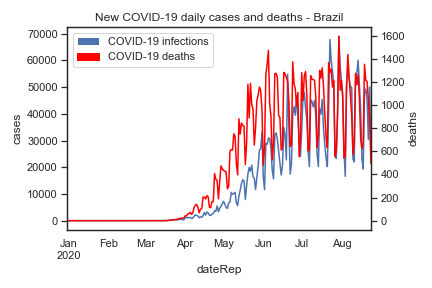 New COVID-19 daily cases and deaths - Brazil
COVID-19 infections
COVID-19 deaths
70000
60000
50000
40000
30000
20000
10000
0
cases
1600
1400
1200
1000
800
600
400
200
0
deaths
Jan Feb Mar Apr May Jun Jul Aug
2020
dateRep